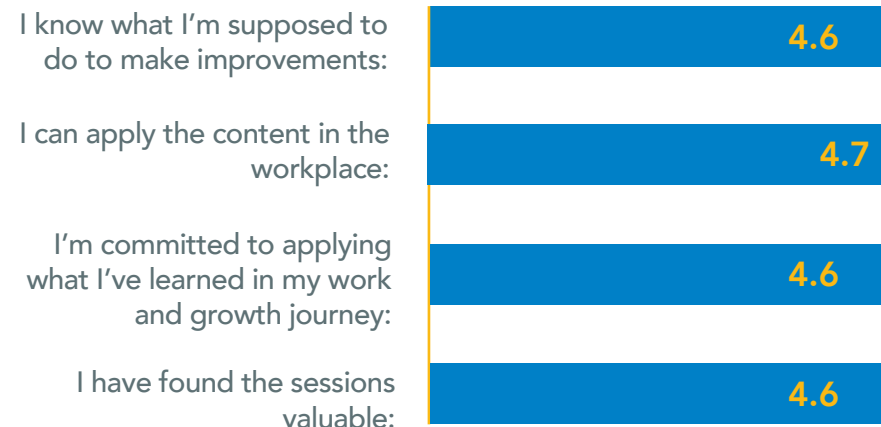 I know what I'm supposed to
do to make improvements:
4.6
I can apply the content in the
workplace:
4.7
I'm committed to applying
what I've learned in my work
and growth journey:
4.6
I have found the sessions
valuable:
4.6